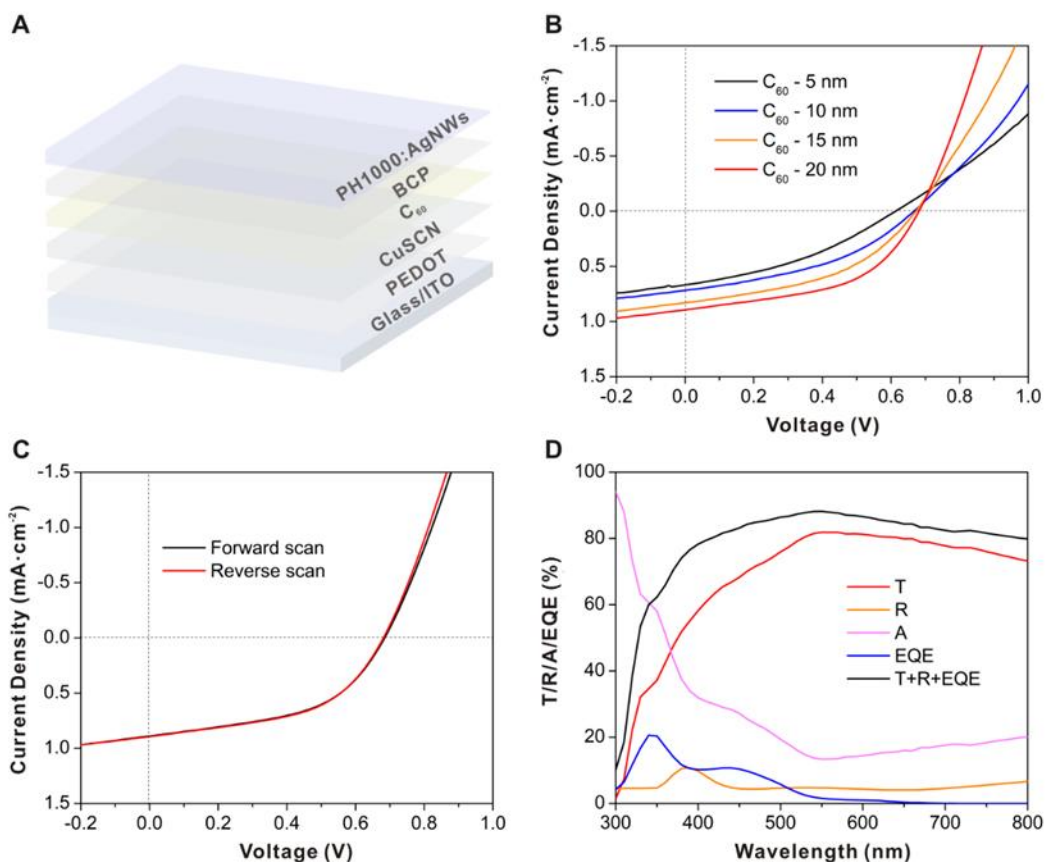 A
PH1000:AgNWs
BCP
C₆₀
CuSCN
PEDOT
Glass/ITO
B
Current Density (mA·cm⁻²)
-1.5
-1.0
-0.5
0.0
0.5
1.0
1.5
C₆₀ - 5 nm
C₆₀ - 10 nm
C₆₀ - 15 nm
C₆₀ - 20 nm
-0.2 0.0 0.2 0.4 0.6 0.8 1.0
Voltage (V)
C
Current Density (mA·cm⁻²)
-1.5
-1.0
-0.5
0.0
0.5
1.0
1.5
Forward scan
Reverse scan
-0.2 0.0 0.2 0.4 0.6 0.8 1.0
Voltage (V)
D
T/R/A/EQE (%)
100
80
60
40
20
0
T
R
A
EQE
T+R+EQE
300 400 500 600 700 800
Wavelength (nm)